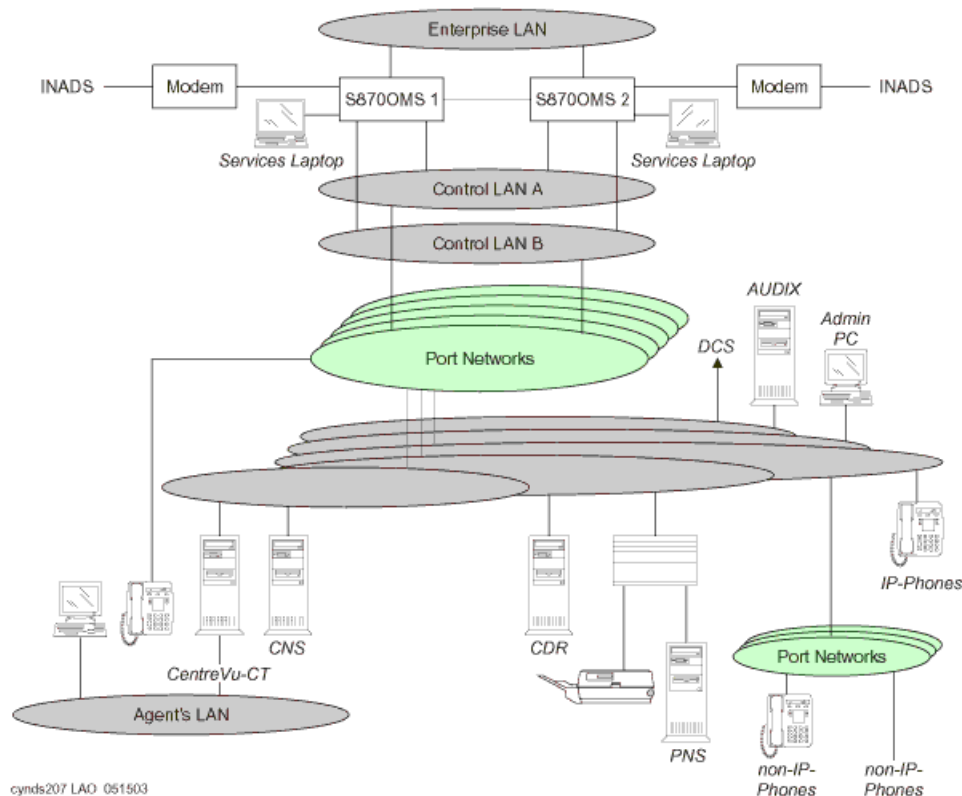 Enterprise LAN
INADS
Modem
S8700MS 1
S8700MS 2
Modem
INADS
Services Laptop
Services Laptop
Control LAN A
Control LAN B
AUDIX
Admin
PC
DCS
Port Networks
IP-Phones
CNS
CDR
CentreVu-CT
Port Networks
Agent's LAN
PNS
non-IP-
Phones
non-IP-
Phones
cynds207 LAO 051503